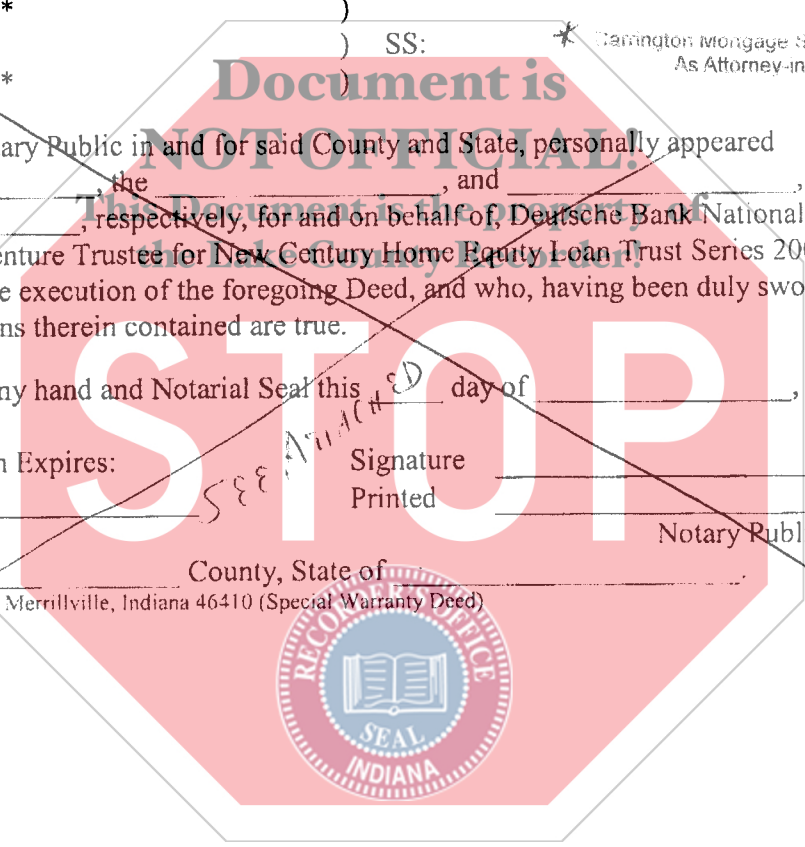 * )
) SS:
* Carrington Mortgage S
As Attorney-in
* )
Document is
NOT OFFICIAL!
This Document is the property of
the Lake County Recorder!
ary Public in and for said County and State, personally appeared
, the , and ,
, respectively, for and on behalf of, Deutsche Bank National
enture Trustee for New Century Home Equity Loan Trust Series 200
e execution of the foregoing Deed, and who, having been duly swo
ns therein contained are true.
ny hand and Notarial Seal this day of ,
SEE ATTACHED
n Expires:
Signature
Printed
Notary Publ
County, State of .
Merrillville, Indiana 46410 (Special Warranty Deed)
STOP
RECORDER'S OFFICE
SEAL
INDIANA